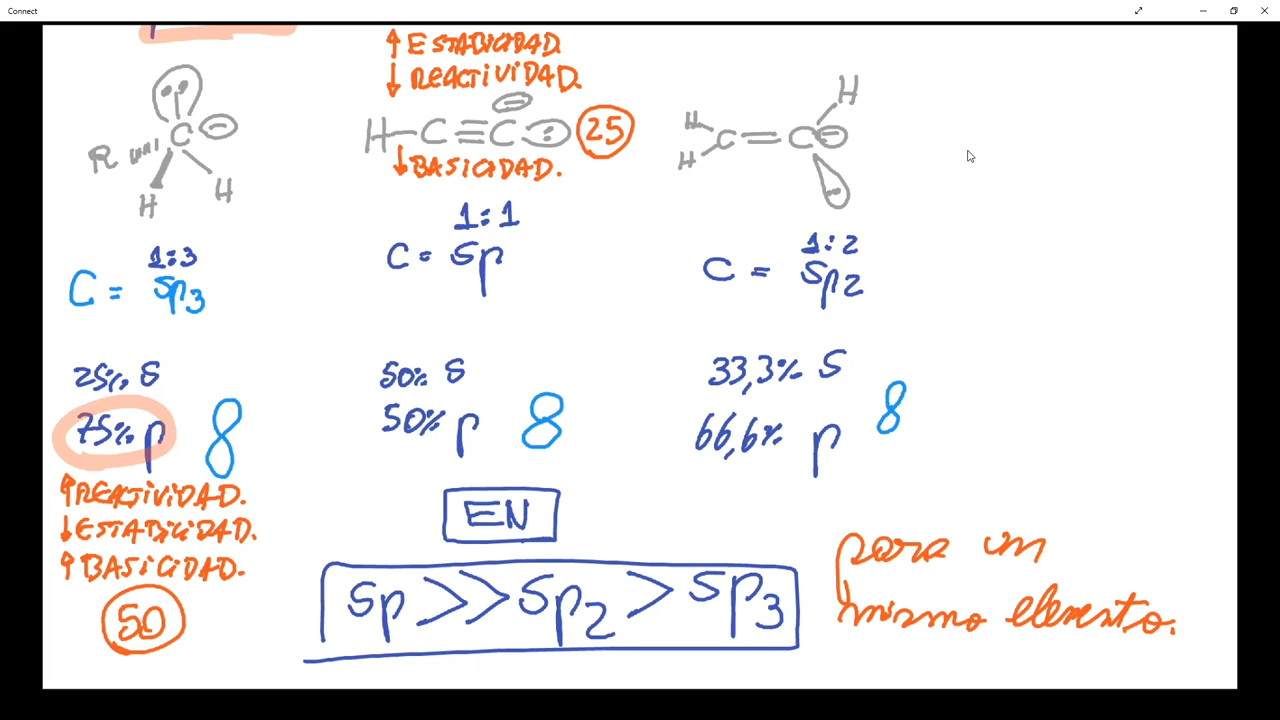 Connect
↑ ESTABILIDAD.
↓ REACTIVIDAD.
R C H H
H-C≡C 25
H H C=C H
↓ BASICIDAD.
1:3
C = sp3
1:1
C = sp
1:2
C = sp2
25% S
75% p 8
50% S
50% p 8
33,3% S
66,6% p 8
↑ REACTIVIDAD.
↓ ESTABILIDAD.
↑ BASICIDAD.
50
EN
sp >> sp2 > sp3
para un
mismo elemento.